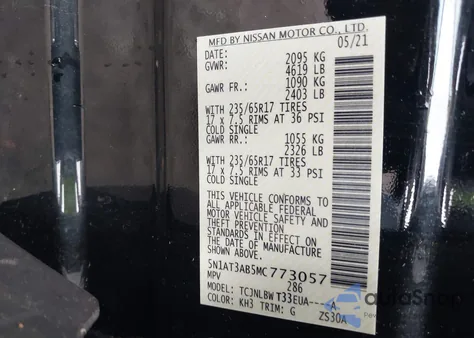 MFD BY NISSAN MOTOR CO., LTD.
DATE: 05/21
GVWR: 2095 KG
4619 LB
GAWR FR.: 1090 KG
2403 LB
WITH 235/65R17 TIRES
17 x 7.5 RIMS AT 36 PSI
COLD SINGLE
GAWR RR.: 1055 KG
2326 LB
WITH 235/65R17 TIRES
17 x 7.5 RIMS AT 33 PSI
COLD SINGLE
THIS VEHICLE CONFORMS TO
ALL APPLICABLE FEDERAL
MOTOR VEHICLE SAFETY AND
THEFT PREVENTION
STANDARDS IN EFFECT ON
THE DATE OF MANUFACTURE
SHOWN ABOVE.
5N1AT3AB5MC773057
MPV 286
MODEL: TC3NLBW T33EUA----A
COLOR: KH3 TRIM: G ZS30A
autoSnap